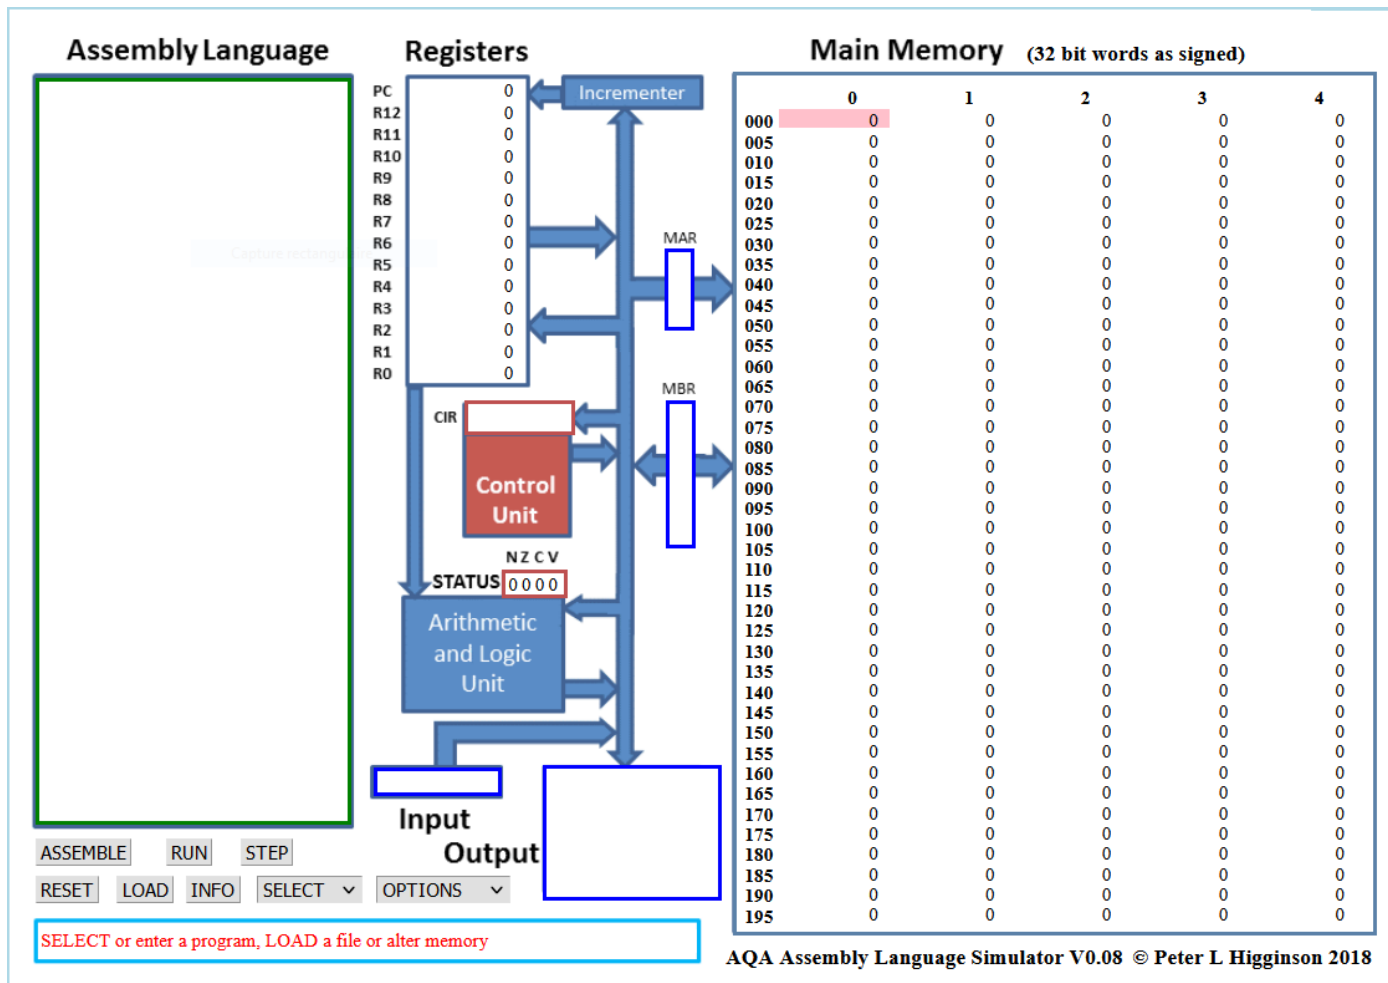 Assembly Language
Registers
Main Memory (32 bit words as signed)
PC 0
R12 0
R11 0
R10 0
R9 0
R8 0
R7 0
R6 0
R5 0
R4 0
R3 0
R2 0
R1 0
R0 0
Incrementer
MAR
MBR
CIR
Control
Unit
N Z C V
STATUS 0 0 0 0
Arithmetic
and Logic
Unit
Input
Output
0 1 2 3 4
000 0 0 0 0 0
005 0 0 0 0 0
010 0 0 0 0 0
015 0 0 0 0 0
020 0 0 0 0 0
025 0 0 0 0 0
030 0 0 0 0 0
035 0 0 0 0 0
040 0 0 0 0 0
045 0 0 0 0 0
050 0 0 0 0 0
055 0 0 0 0 0
060 0 0 0 0 0
065 0 0 0 0 0
070 0 0 0 0 0
075 0 0 0 0 0
080 0 0 0 0 0
085 0 0 0 0 0
090 0 0 0 0 0
095 0 0 0 0 0
100 0 0 0 0 0
105 0 0 0 0 0
110 0 0 0 0 0
115 0 0 0 0 0
120 0 0 0 0 0
125 0 0 0 0 0
130 0 0 0 0 0
135 0 0 0 0 0
140 0 0 0 0 0
145 0 0 0 0 0
150 0 0 0 0 0
155 0 0 0 0 0
160 0 0 0 0 0
165 0 0 0 0 0
170 0 0 0 0 0
175 0 0 0 0 0
180 0 0 0 0 0
185 0 0 0 0 0
190 0 0 0 0 0
195 0 0 0 0 0
ASSEMBLE RUN STEP
RESET LOAD INFO SELECT OPTIONS
SELECT or enter a program, LOAD a file or alter memory
AQA Assembly Language Simulator V0.08 © Peter L Higginson 2018